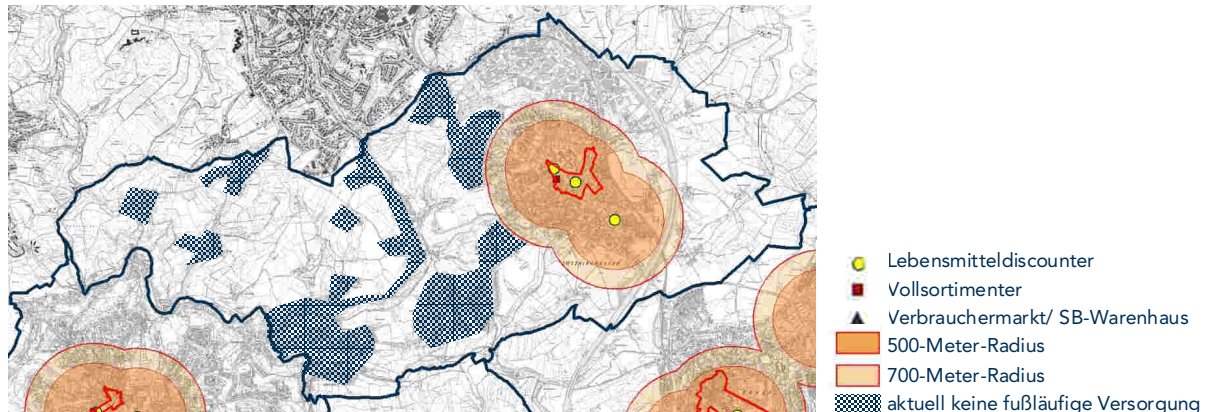 Lebensmitteldiscounter
Vollsortimenter
Verbrauchermarkt/ SB-Warenhaus
500-Meter-Radius
700-Meter-Radius
aktuell keine fußläufige Versorgung